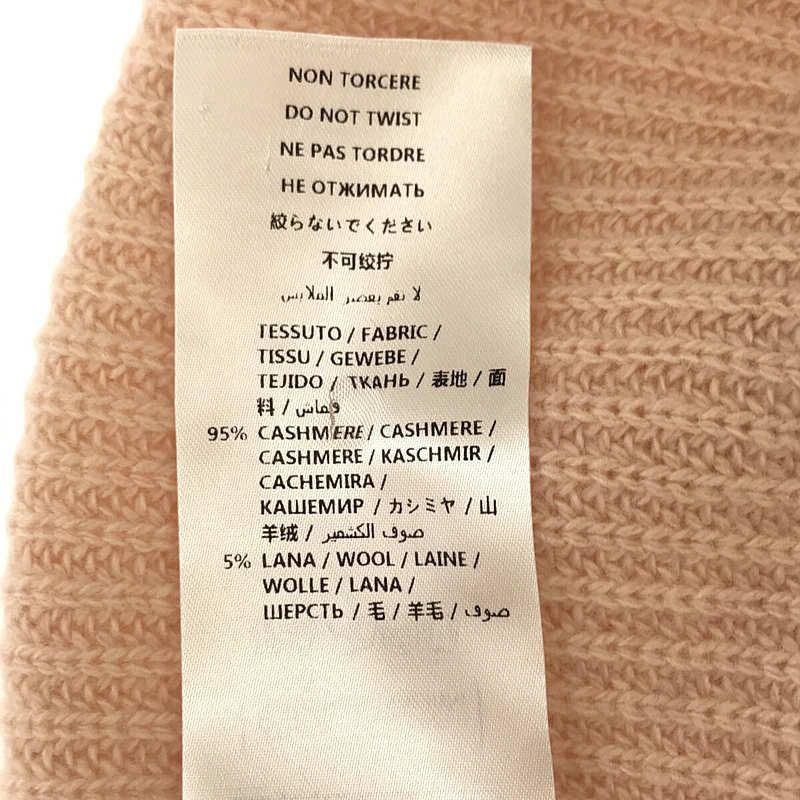 NON TORCERE
DO NOT TWIST
NE PAS TORDRE
НЕ ОТЖИМАТЬ
絞らないでください
不可绞拧
لا تقم بعصر الملابس
TESSUTO / FABRIC /
TISSU / GEWEBE /
TEJIDO / ТКАНЬ / 表地 / 面
料 / قماش
95% CASHMERE / CASHMERE /
CASHMERE / KASCHMIR /
CACHEMIRA /
КАШЕМИР / カシミヤ / 山
羊绒 / صوف الكشمير
5% LANA / WOOL / LAINE /
WOLLE / LANA /
ШЕРСТЬ / 毛 / 羊毛 / صوف